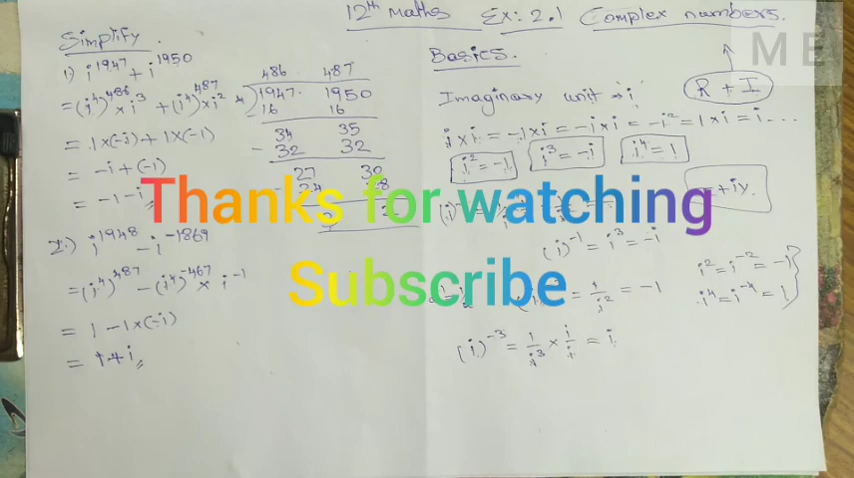 12th Maths Ex: 2.1 Complex numbers.
ME
Simplify.
1) i^1947 + i^1950
= (i^4)^486 × i^3 + (i^4)^487 × i^2
= 1×(-i) + 1×(-1)
= -i + (-1)
= -1 - i
486 487
4) 1947 1950
16 16
34 35
- 32 32
27 30
2.) i^1948 - i^-1869
= (i^4)^487 - (i^4)^-467 × i^-1
= 1 - 1×(-i)
= 1 + i
Basics.
R + I
Imaginary unit → i
i×i = -1×i = -i×i = -i^2 = 1×i = i....
i^2 = -1 i^3 = -i i^4 = 1
+ iy.
(i)^-1 = i^3 = -i
i^2 = i^-2 = -1
= 1/i^2 = -1
i^4 = i^-4 = 1
(i)^-3 = 1/i^3 × i/i = i
Thanks for watching
Subscribe